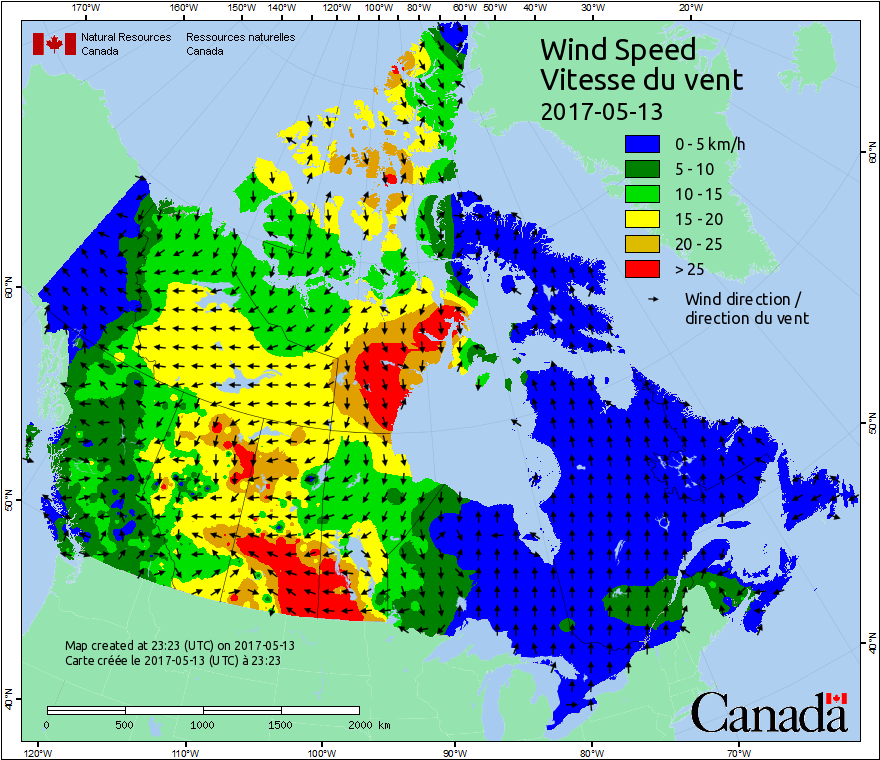 170°W 160°W 150°W 140°W 120°W 100°W 80°W 60°W 50°W 40°W 30°W 20°W
Natural Resources Ressources naturelles
Canada Canada
Wind Speed
Vitesse du vent
2017-05-13
0 - 5 km/h
5 - 10
10 - 15
15 - 20
20 - 25
> 25
Wind direction /
direction du vent
60°N
60°N
50°N
50°N
40°N
40°N
Map created at 23:23 (UTC) on 2017-05-13
Carte créée le 2017-05-13 (UTC) à 23:23
0 500 1000 1500 2000 km
Canada
120°W 110°W 100°W 90°W 80°W 70°W